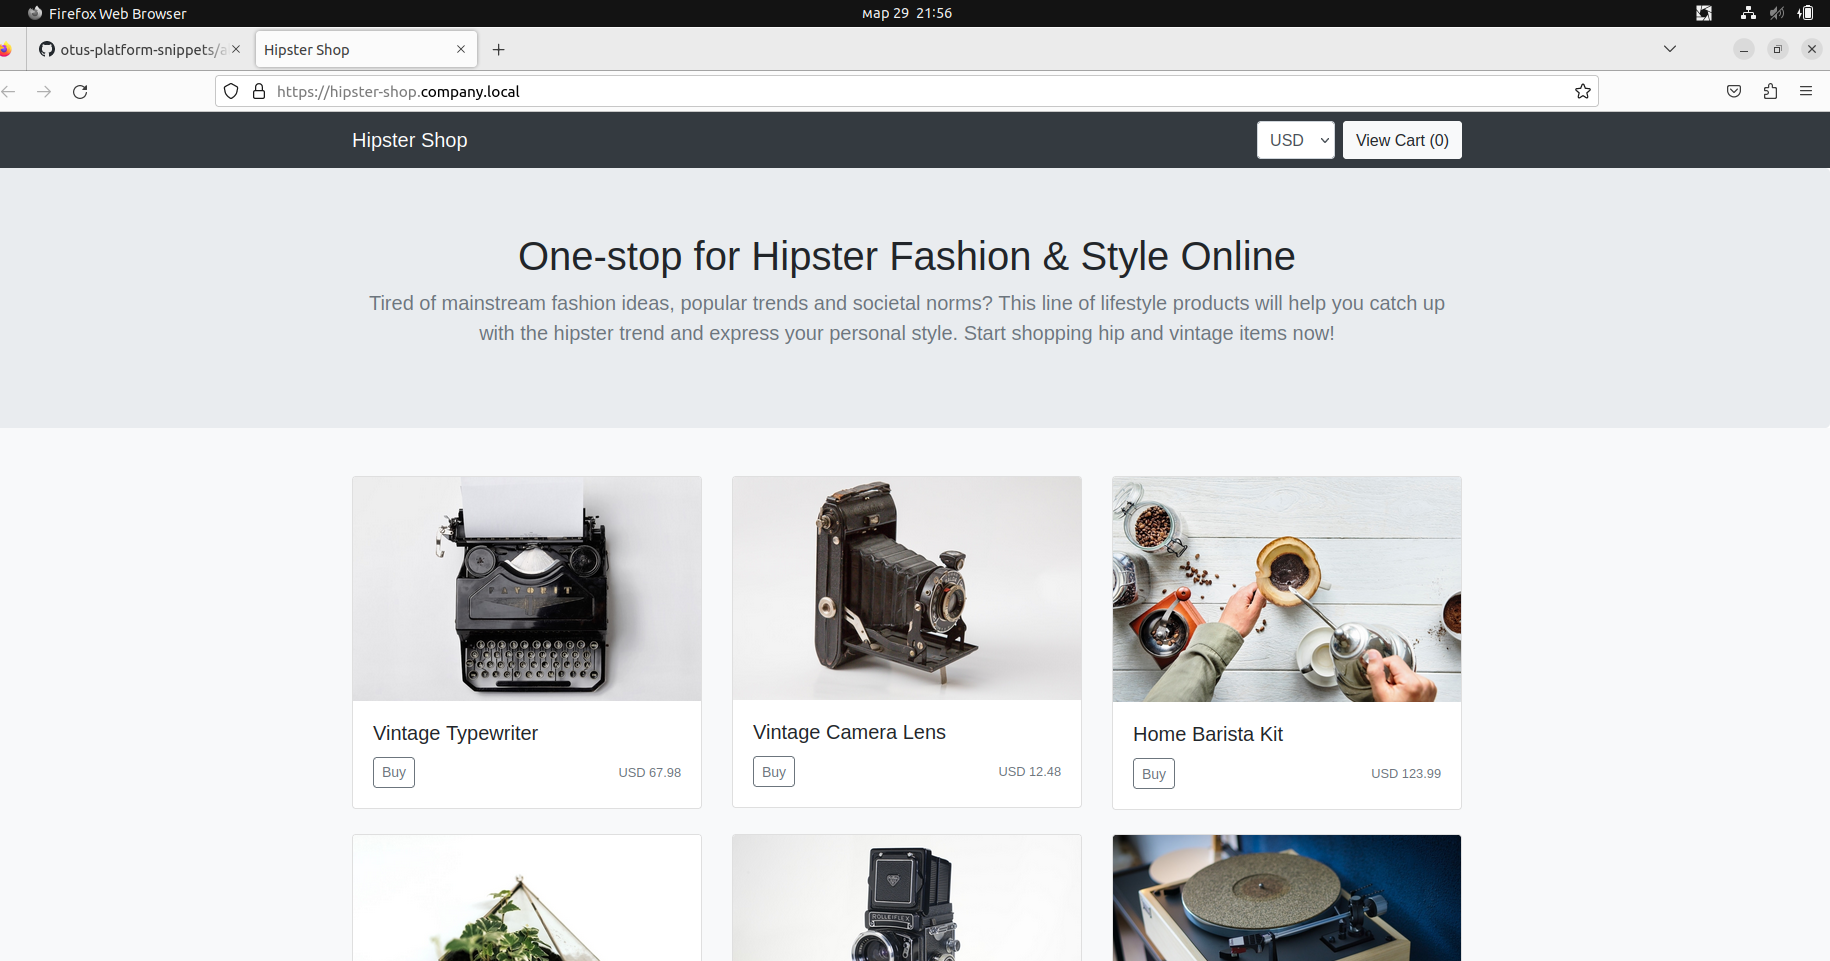 Firefox Web Browser
мар 29 21:56
otus-platform-snippets/a
Hipster Shop
https://hipster-shop.company.local
Hipster Shop
USD
View Cart (0)
One-stop for Hipster Fashion & Style Online
Tired of mainstream fashion ideas, popular trends and societal norms? This line of lifestyle products will help you catch up
with the hipster trend and express your personal style. Start shopping hip and vintage items now!
FAVORIT
Vintage Typewriter
Buy
USD 67.98
Vintage Camera Lens
Buy
USD 12.48
Home Barista Kit
Buy
USD 123.99
ROLLEIFLEX